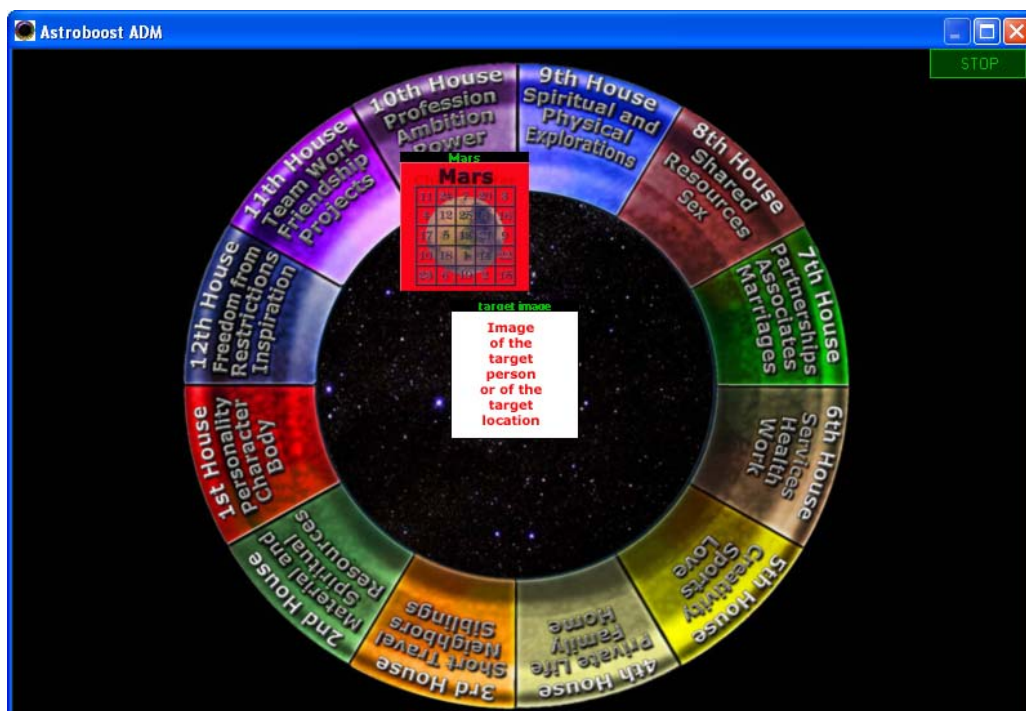 Astroboost ADM
STOP
10th House
Profession
Ambition
Power
9th House
Spiritual and
Physical
Explorations
8th House
Shared
Resources
Sex
7th House
Partnerships
Associates
Marriages
6th House
Services
Health
Work
5th House
Creativity
Sports
Love
4th House
Private Life
Family
Home
3rd House
Short Travel
Neighbors
Siblings
2nd House
Material and
Spiritual
Resources
1st House
Personality
Character
Body
12th House
Freedom from
Restrictions
Inspiration
11th House
Team Work
Friendship
Projects
Mars
Mars
target image
Image
of the
target
person
or of the
target
location